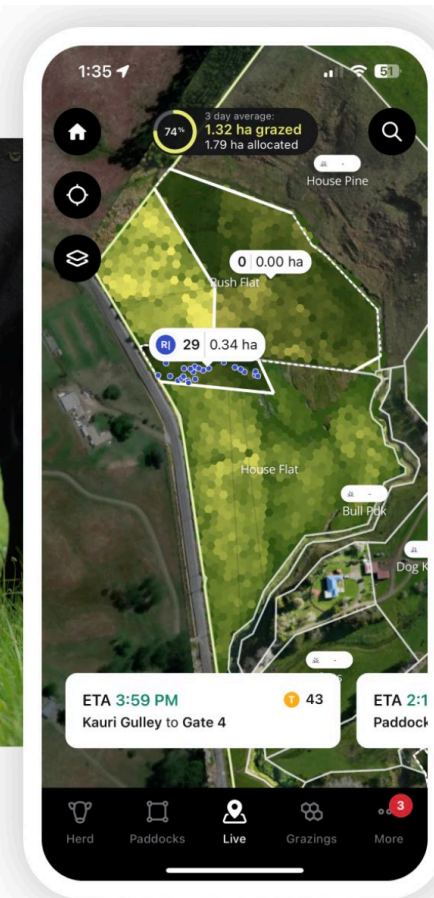 1:35
51
74%
3 day average:
1.32 ha grazed
1.79 ha allocated
House Pine
0 0.00 ha
Rush Flat
R| 29 0.34 ha
House Flat
Bull Pdk
Dog K
ETA 3:59 PM
T 43
Kauri Gulley to Gate 4
ETA 2:1
Paddock
Herd
Paddocks
Live
Grazings
3
More